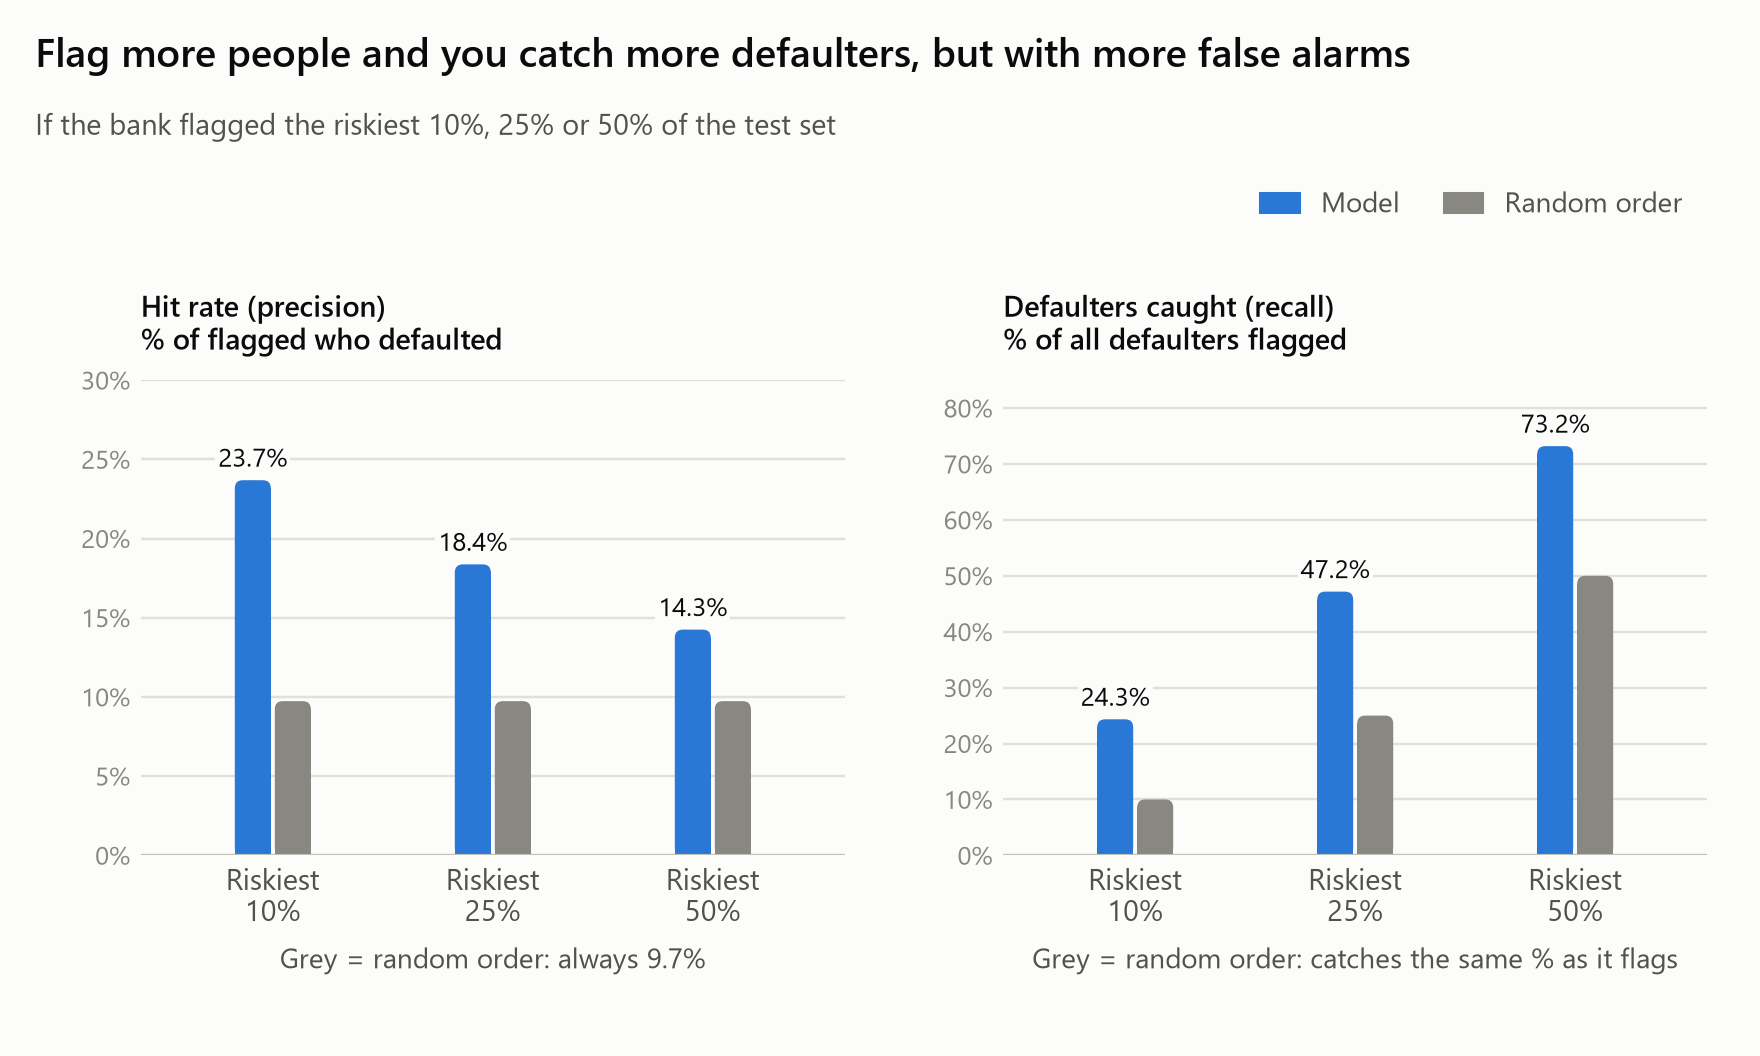 Flag more people and you catch more defaulters, but with more false alarms
If the bank flagged the riskiest 10%, 25% or 50% of the test set
Model
Random order
Hit rate (precision)
% of flagged who defaulted
30%
25%
20%
15%
10%
5%
0%
23.7%
18.4%
14.3%
Riskiest
10%
Riskiest
25%
Riskiest
50%
Grey = random order: always 9.7%
Defaulters caught (recall)
% of all defaulters flagged
80%
70%
60%
50%
40%
30%
20%
10%
0%
24.3%
47.2%
73.2%
Riskiest
10%
Riskiest
25%
Riskiest
50%
Grey = random order: catches the same % as it flags